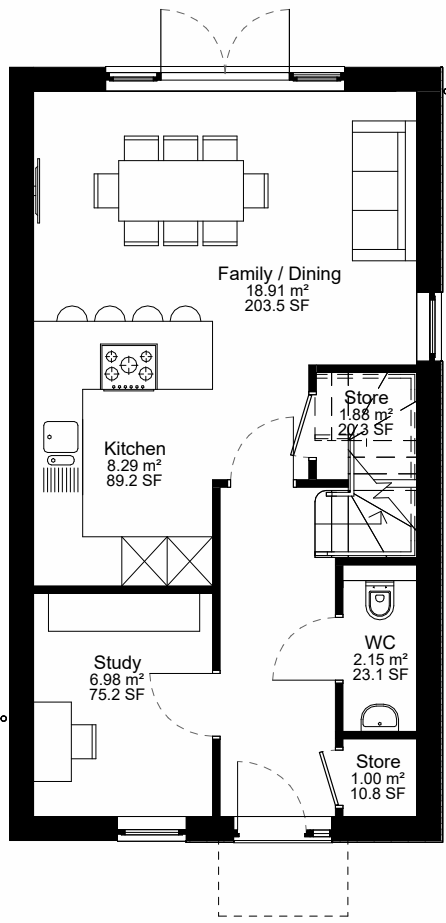 Family / Dining
18.91 m²
203.5 SF
Store
1.88 m²
20.3 SF
Kitchen
8.29 m²
89.2 SF
WC
2.15 m²
23.1 SF
Study
6.98 m²
75.2 SF
Store
1.00 m²
10.8 SF